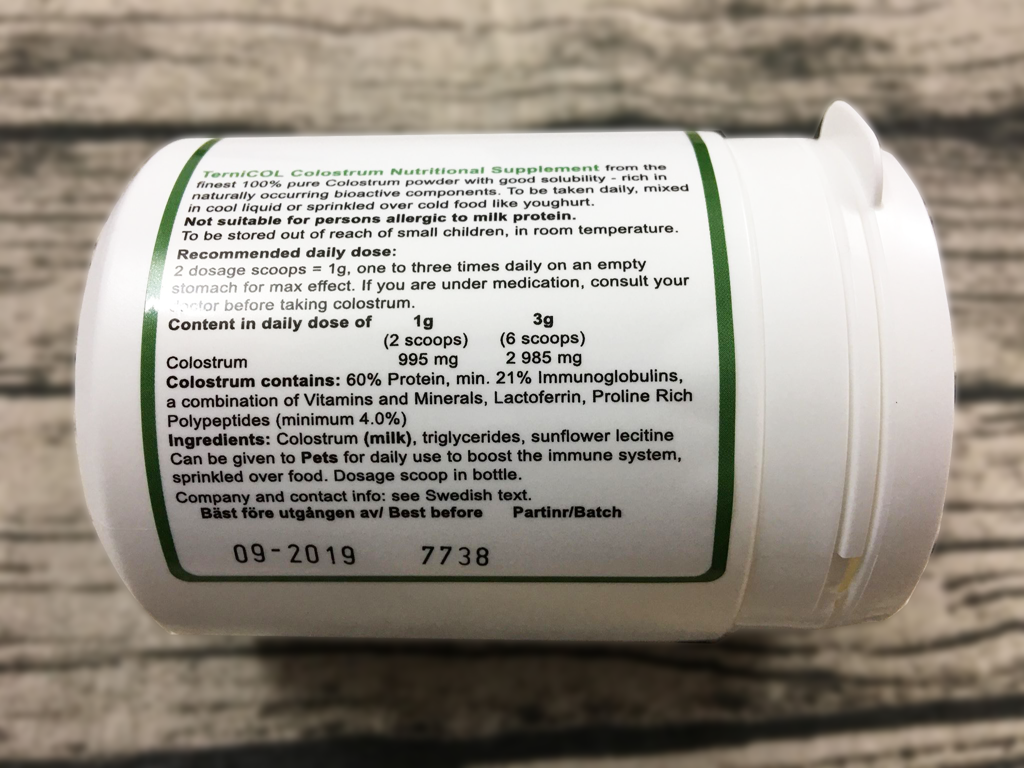 TerniCOL Colostrum Nutritional Supplement from the
finest 100% pure Colostrum powder with good solubility - rich in
naturally occurring bioactive components. To be taken daily, mixed
in cool liquid or sprinkled over cold food like youghurt.
Not suitable for persons allergic to milk protein.
To be stored out of reach of small children, in room temperature.
Recommended daily dose:
2 dosage scoops = 1g, one to three times daily on an empty
stomach for max effect. If you are under medication, consult your
doctor before taking colostrum.
Content in daily dose of 1g 3g
(2 scoops) (6 scoops)
Colostrum 995 mg 2 985 mg
Colostrum contains: 60% Protein, min. 21% Immunoglobulins,
a combination of Vitamins and Minerals, Lactoferrin, Proline Rich
Polypeptides (minimum 4.0%)
Ingredients: Colostrum (milk), triglycerides, sunflower lecitine
Can be given to Pets for daily use to boost the immune system,
sprinkled over food. Dosage scoop in bottle.
Company and contact info: see Swedish text.
Bäst före utgången av/ Best before Partinr/Batch
09-2019 7738